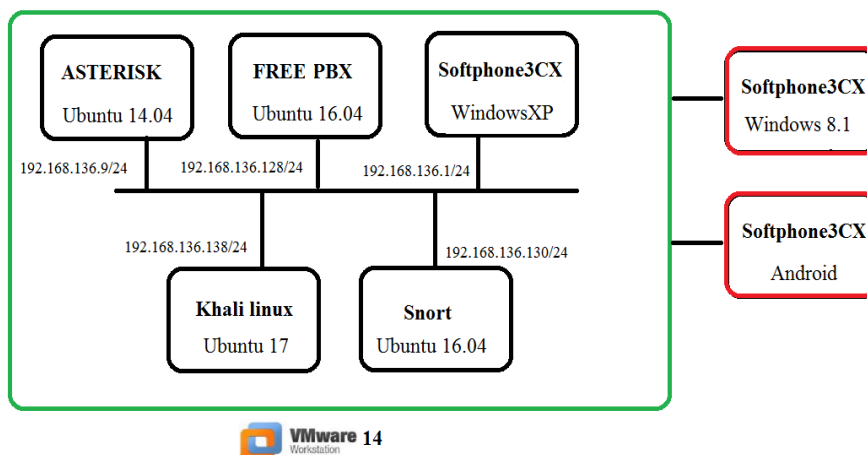 ASTERISK
Ubuntu 14.04
FREE PBX
Ubuntu 16.04
Softphone3CX
WindowsXP
Softphone3CX
Windows 8.1
192.168.136.9/24
192.168.136.128/24
192.168.136.1/24
192.168.136.138/24
192.168.136.130/24
Softphone3CX
Android
Khali linux
Ubuntu 17
Snort
Ubuntu 16.04
VMware 14
Workstation